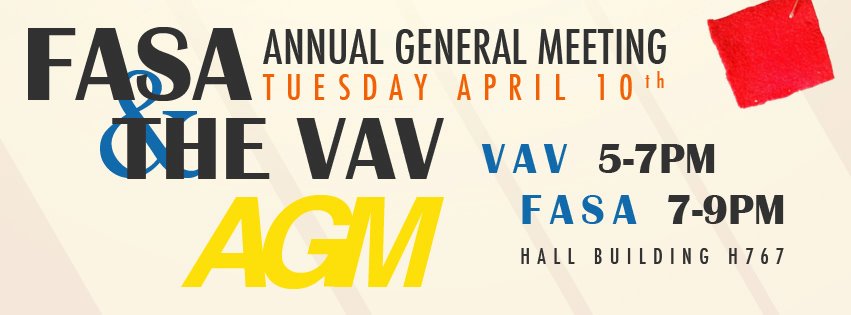 FASA
ANNUAL GENERAL MEETING
TUESDAY APRIL 10th
&
THE VAV
AGM
VAV 5-7PM
FASA 7-9PM
HALL BUILDING H767